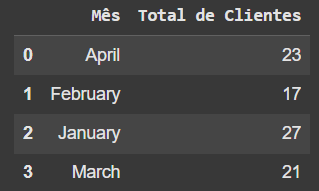 Mês Total de Clientes
0 April 23
1 February 17
2 January 27
3 March 21